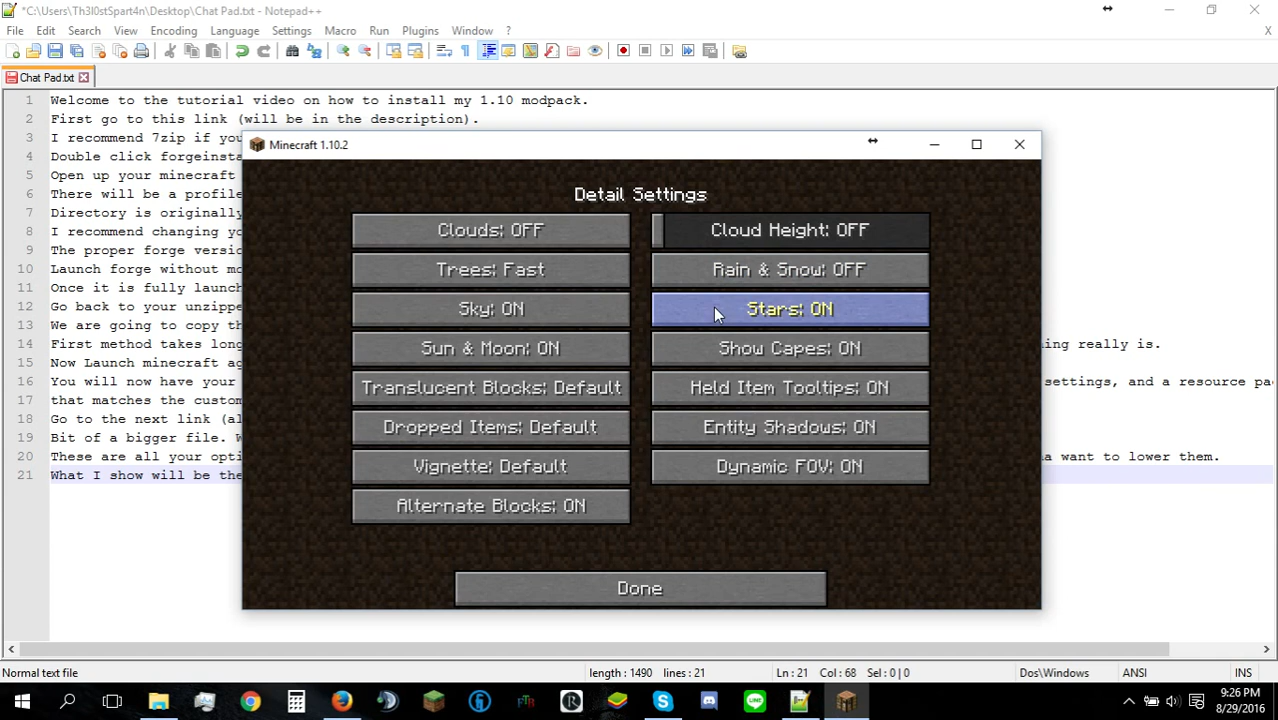 *C:\Users\Th3l0stSpart4n\Desktop\Chat Pad.txt - Notepad++
File Edit Search View Encoding Language Settings Macro Run Plugins Window ? X
Chat Pad.txt
1 Welcome to the tutorial video on how to install my 1.10 modpack.
2 First go to this link (will be in the description).
3 I recommend 7zip if you
4 Double click forgeinsta
5 Open up your minecraft
6 There will be a profile
7 Directory is originally
8 I recommend changing yo
9 The proper forge versio
10 Launch forge without mo
11 Once it is fully launch
12 Go back to your unzippe
13 We are going to copy th
14 First method takes long ning really is.
15 Now Launch minecraft ag
16 You will now have your settings, and a resource pa
17 that matches the custom
18 Go to the next link (al
19 Bit of a bigger file. W
20 These are all your opti na want to lower them.
21 What I show will be the
Minecraft 1.10.2
Detail Settings
Clouds: OFF Cloud Height: OFF
Trees: Fast Rain & Snow: OFF
Sky: ON Stars: ON
Sun & Moon: ON Show Capes: ON
Translucent Blocks: Default Held Item Tooltips: ON
Dropped Items: Default Entity Shadows: ON
Vignette: Default Dynamic FOV: ON
Alternate Blocks: ON
Done
Normal text file length : 1490 lines : 21 Ln : 21 Col : 68 Sel : 0 | 0 Dos\Windows ANSI INS
9:26 PM
8/29/2016